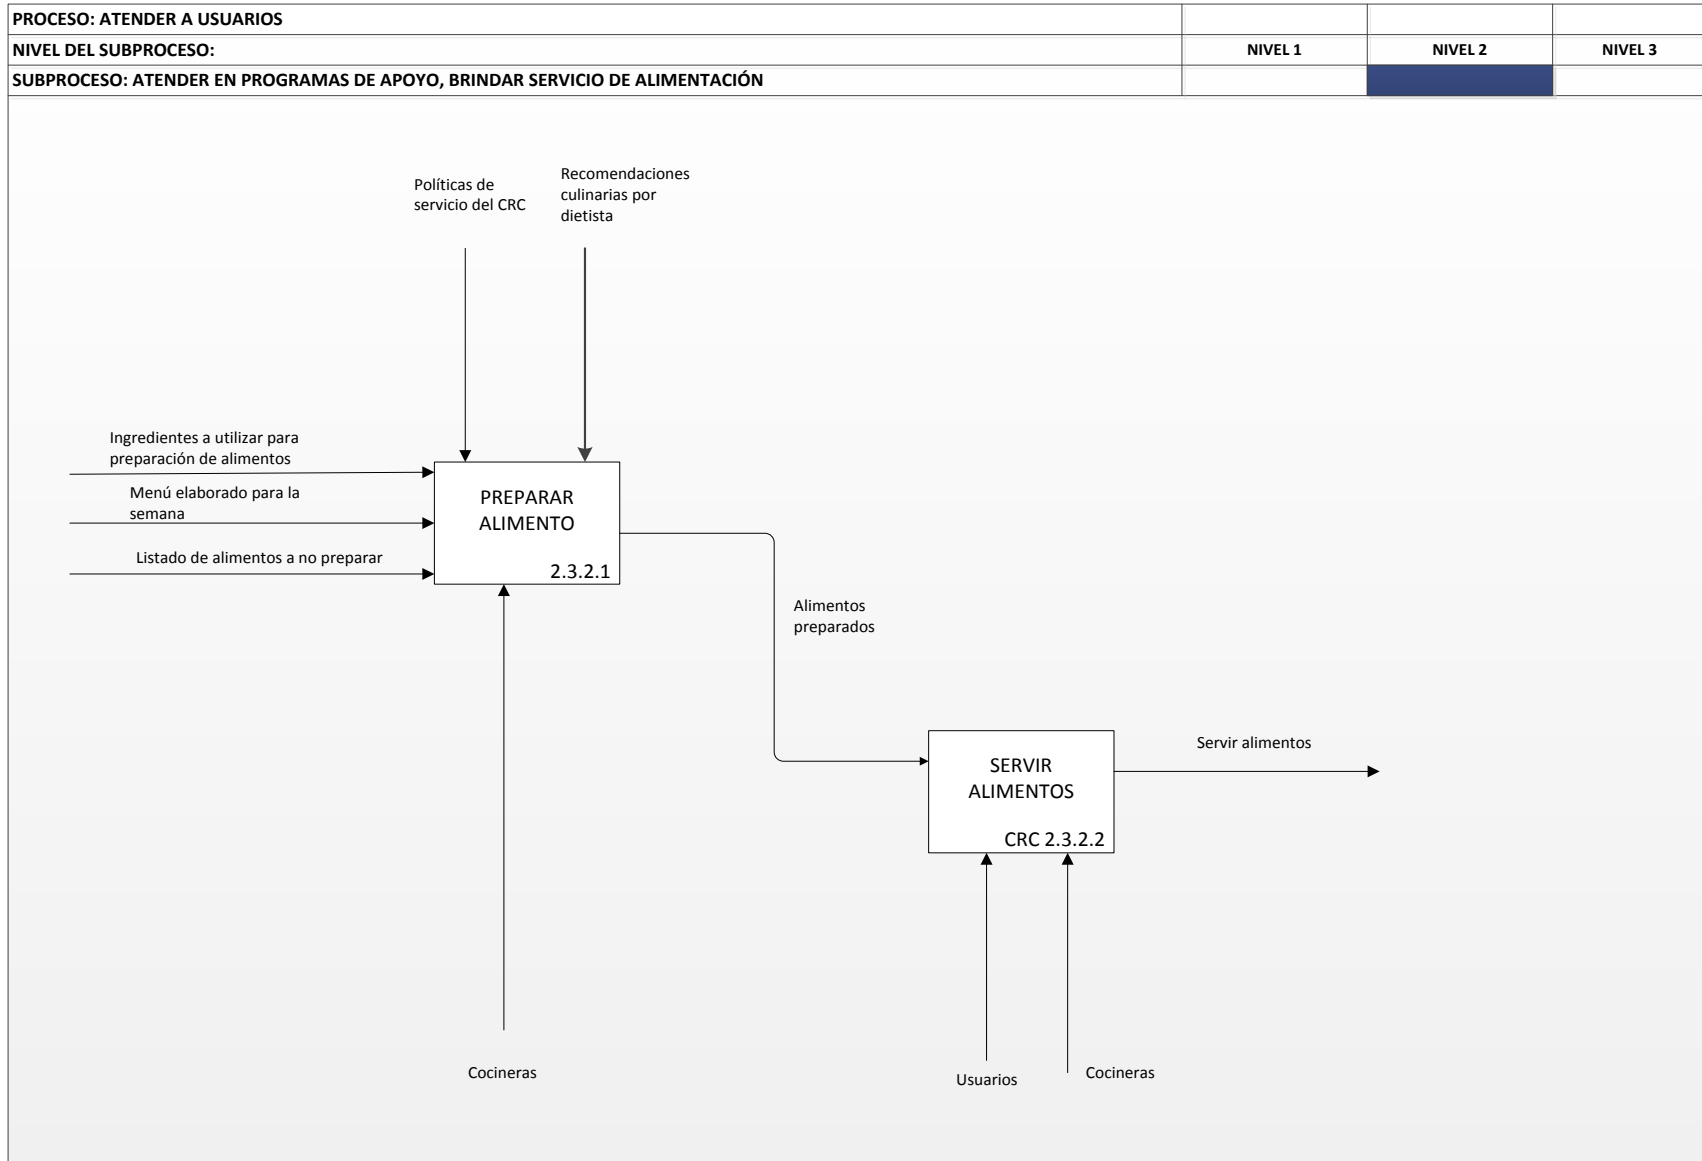 PROCESO: ATENDER A USUARIOS
NIVEL DEL SUBPROCESO:
NIVEL 1
NIVEL 2
NIVEL 3
SUBPROCESO: ATENDER EN PROGRAMAS DE APOYO, BRINDAR SERVICIO DE ALIMENTACIÓN
Políticas de
servicio del CRC
Recomendaciones
culinarias por
dietista
Ingredientes a utilizar para
preparación de alimentos
Menú elaborado para la
semana
Listado de alimentos a no preparar
PREPARAR
ALIMENTO
2.3.2.1
Alimentos
preparados
SERVIR
ALIMENTOS
CRC 2.3.2.2
Servir alimentos
Cocineras
Usuarios
Cocineras